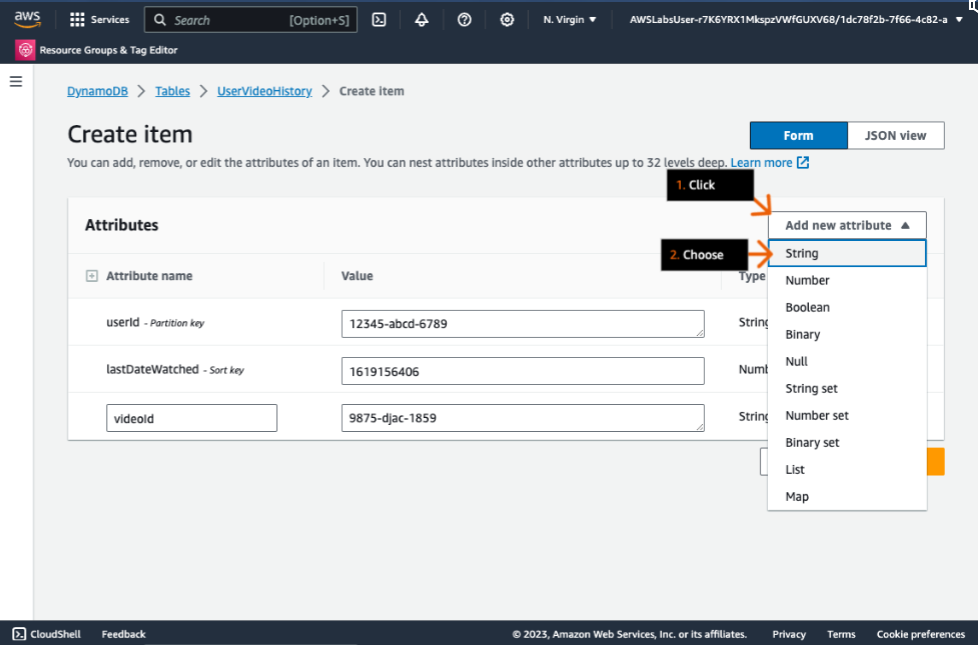 aws Services Search [Option+S] N. Virgin AWSLabsUser-r7K6YRX1MkspzVWfGUXV68/1dc78f2b-7f66-4c82-a
Resource Groups & Tag Editor
DynamoDB > Tables > UserVideoHistory > Create item
Create item
Form JSON view
You can add, remove, or edit the attributes of an item. You can nest attributes inside other attributes up to 32 levels deep. Learn more
1. Click
Attributes
Add new attribute
2. Choose
String
Attribute name Value Type
Number
Boolean
userId - Partition key 12345-abcd-6789 String
Binary
Null
lastDateWatched - Sort key 1619156406 Numb
String set
Number set
videoId 9875-djac-1859 String
Binary set
List
Map
CloudShell Feedback © 2023, Amazon Web Services, Inc. or its affiliates. Privacy Terms Cookie preferences